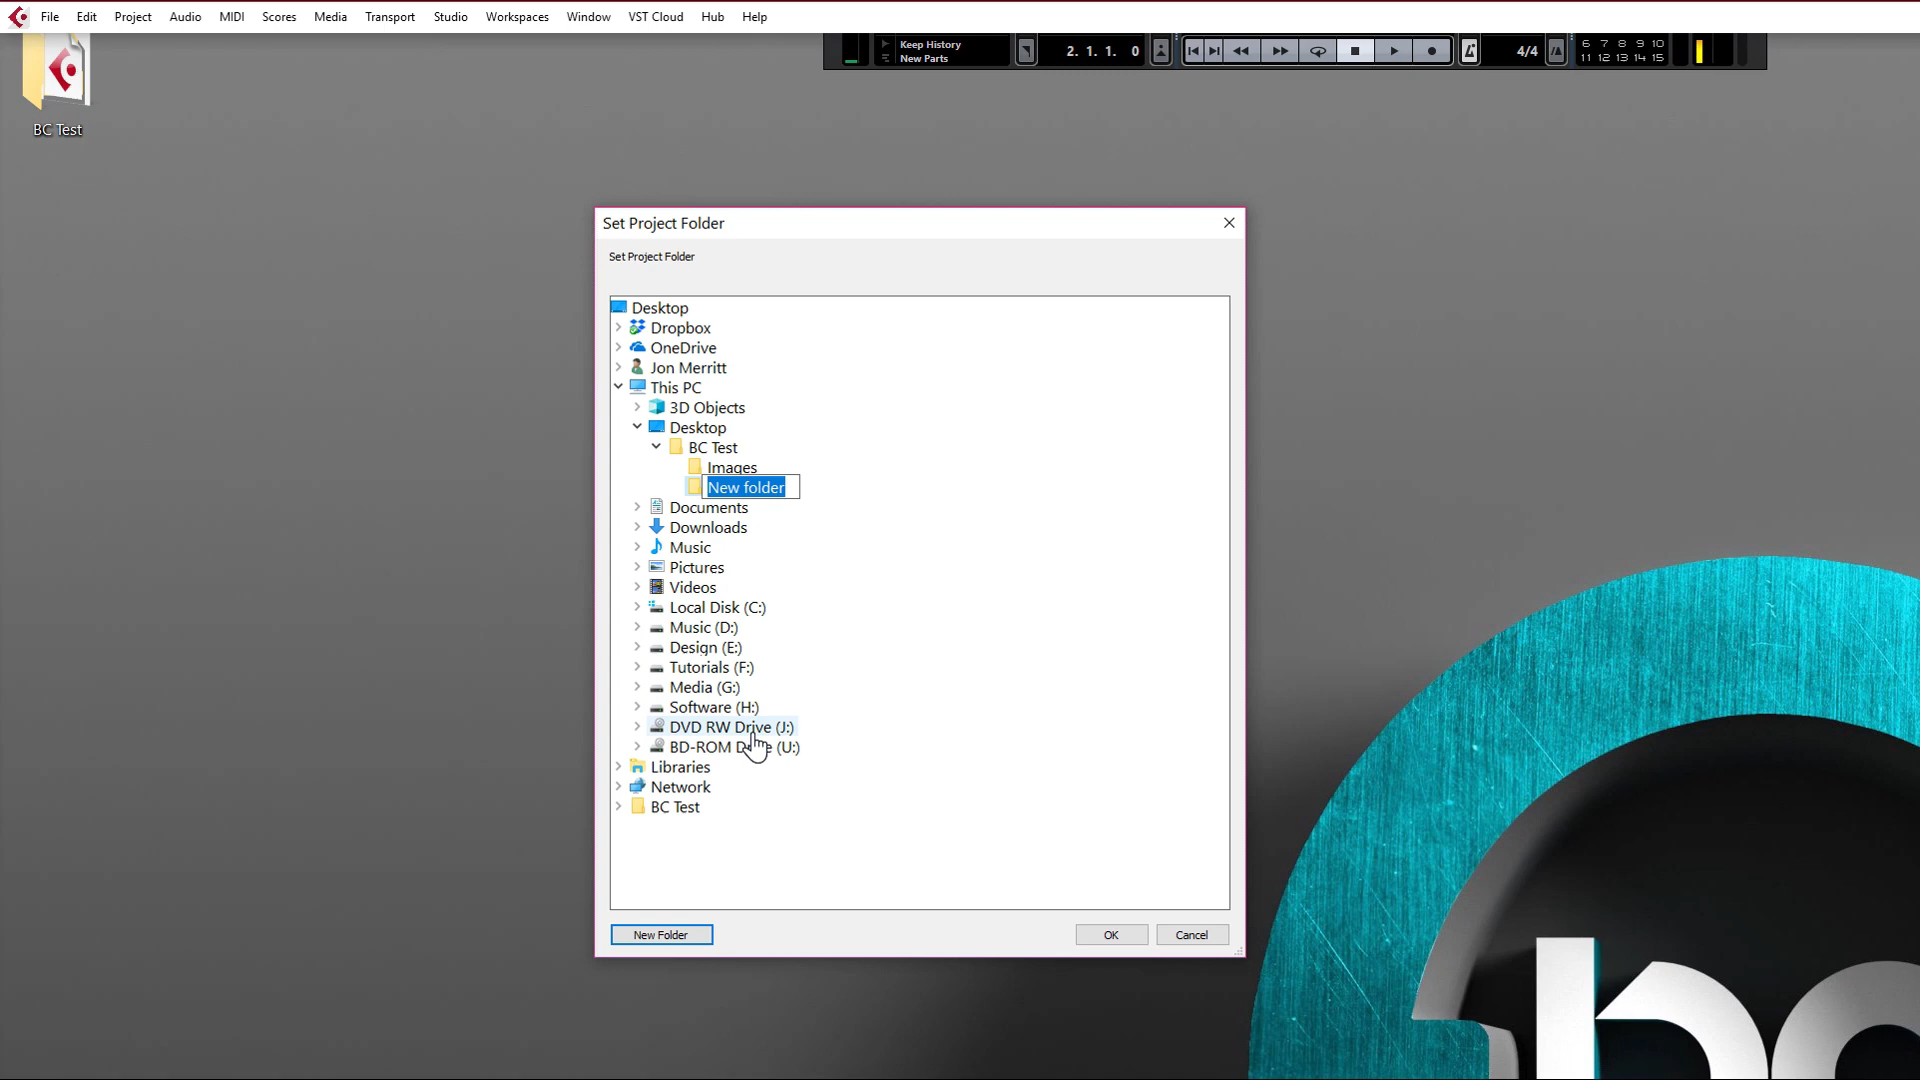 File Edit Project Audio MIDI Scores Media Transport Studio Workspaces Window VST Cloud Hub Help
Keep History
New Parts
2. 1. 1. 0
4/4
6 7 8 9 10
11 12 13 14 15
BC Test
Set Project Folder
Set Project Folder
Desktop
Dropbox
OneDrive
Jon Merritt
This PC
3D Objects
Desktop
BC Test
Images
New folder
Documents
Downloads
Music
Pictures
Videos
Local Disk (C:)
Music (D:)
Design (E:)
Tutorials (F:)
Media (G:)
Software (H:)
DVD RW Drive (J:)
BD-ROM (U:)
Libraries
Network
BC Test
New Folder OK Cancel